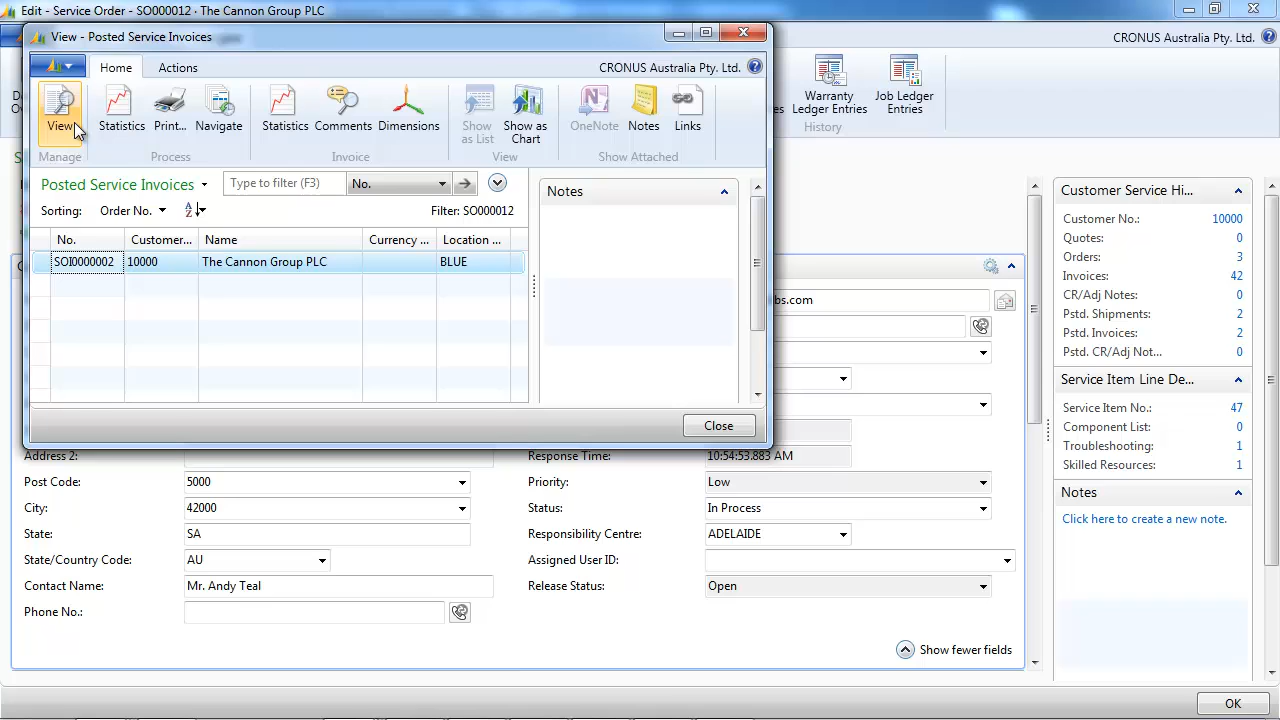 Edit - Service Order - SO000012 · The Cannon Group PLC
View - Posted Service Invoices
CRONUS Australia Pty. Ltd.
Home
Actions
CRONUS Australia Pty. Ltd.
View
Statistics
Print...
Navigate
Statistics
Comments
Dimensions
Show as List
Show as Chart
OneNote
Notes
Links
Manage
Process
Invoice
View
Show Attached
Warranty Ledger Entries
Job Ledger Entries
History
Posted Service Invoices
Type to filter (F3)
No.
Sorting:
Order No.
Filter: SO000012
No.
Customer...
Name
Currency ...
Location ...
SOI0000002
10000
The Cannon Group PLC
BLUE
Notes
Close
bs.com
Address 2:
Post Code:
5000
City:
42000
State:
SA
State/Country Code:
AU
Contact Name:
Mr. Andy Teal
Phone No.:
Response Time:
10:54:53.883 AM
Priority:
Low
Status:
In Process
Responsibility Centre:
ADELAIDE
Assigned User ID:
Release Status:
Open
Show fewer fields
Customer Service Hi...
Customer No.:
10000
Quotes:
0
Orders:
3
Invoices:
42
CR/Adj Notes:
0
Pstd. Shipments:
2
Pstd. Invoices:
2
Pstd. CR/Adj Not...
0
Service Item Line De...
Service Item No.:
47
Component List:
0
Troubleshooting:
1
Skilled Resources:
1
Notes
Click here to create a new note.
OK